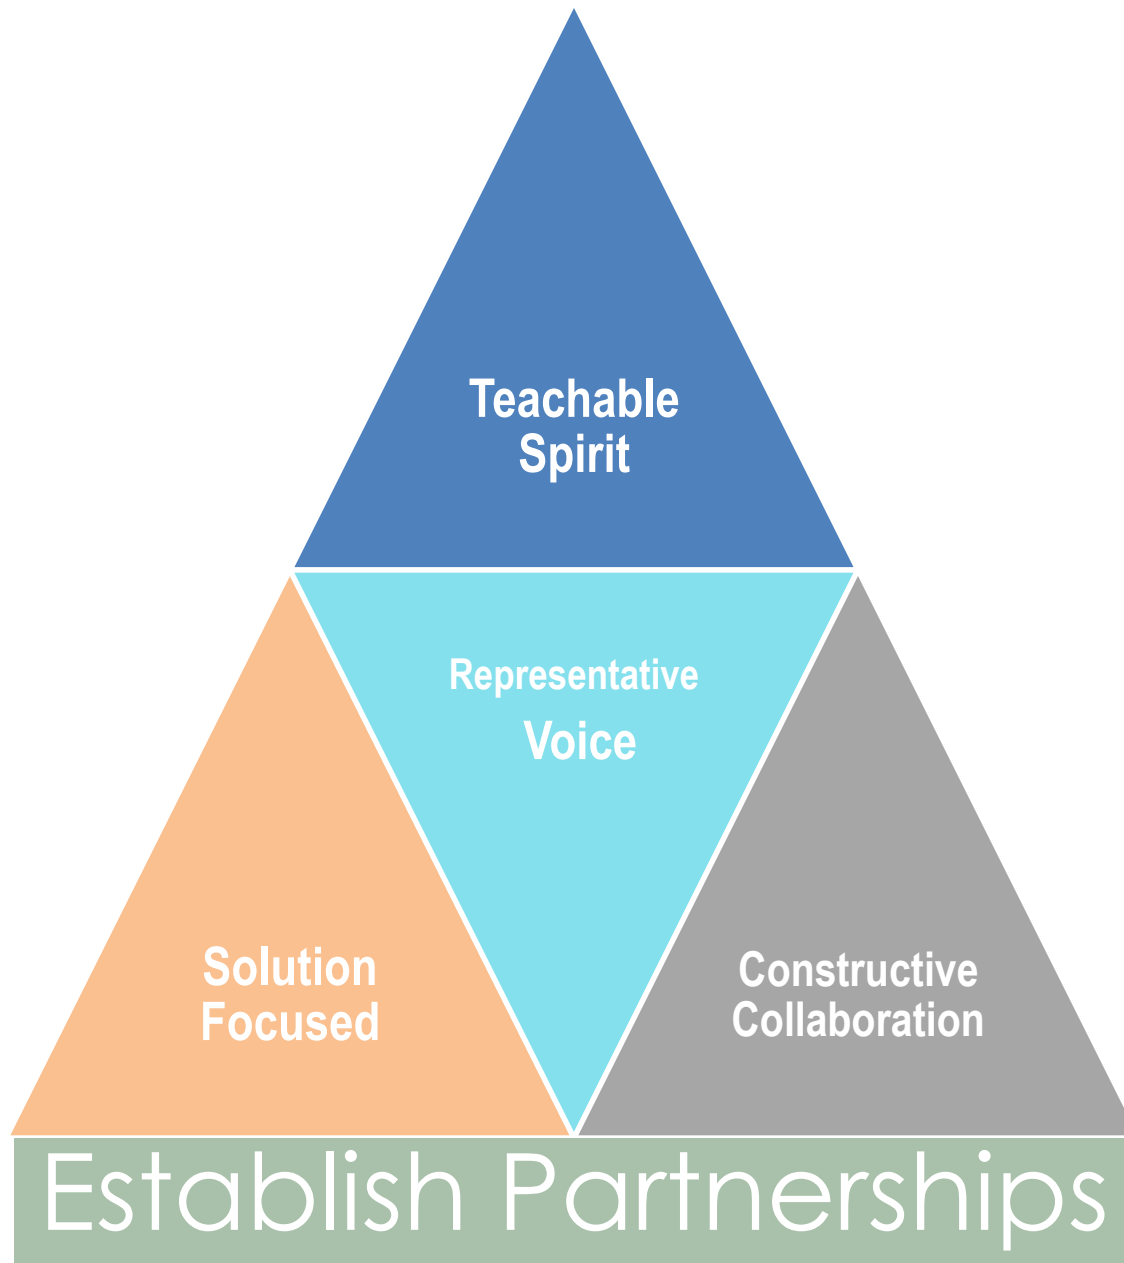 Teachable
Spirit
Representative
Voice
Solution
Focused
Constructive
Collaboration
Establish Partnerships